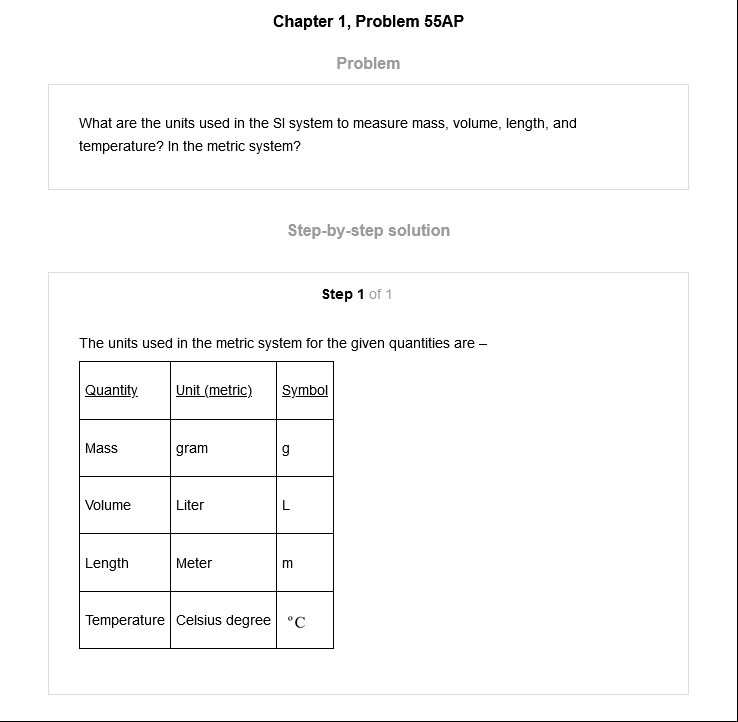 Chapter 1, Problem 55AP
Problem
What are the units used in the SI system to measure mass, volume, length, and
temperature? In the metric system?
Step-by-step solution
Step 1 of 1
The units used in the metric system for the given quantities are –
Quantity Unit (metric) Symbol
Mass gram g
Volume Liter L
Length Meter m
Temperature Celsius degree °C